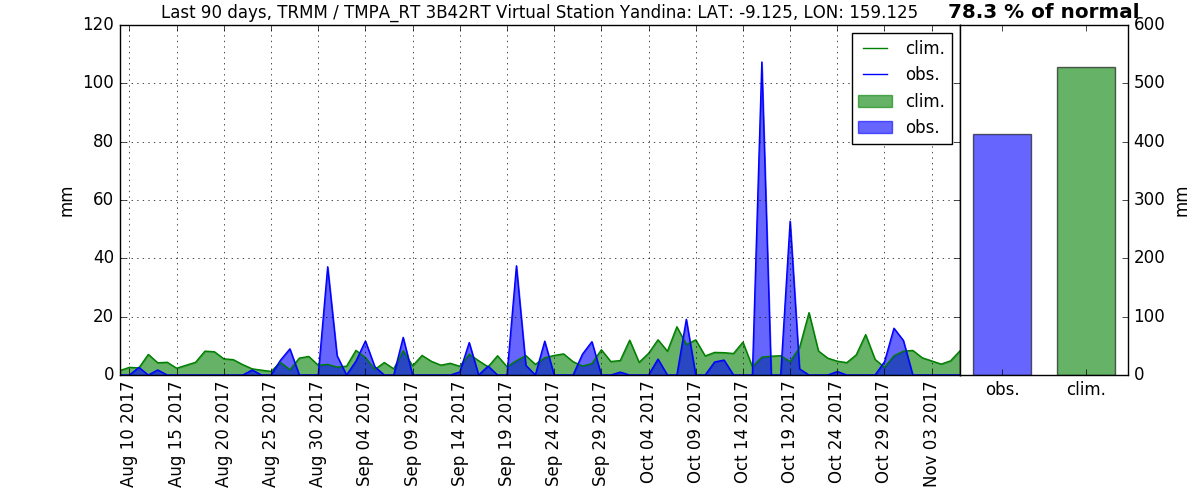 Last 90 days, TRMM / TMPA_RT 3B42RT Virtual Station Yandina: LAT: -9.125, LON: 159.125
78.3 % of normal
120
100
80
60
40
20
0
mm
clim.
obs.
clim.
obs.
600
500
400
300
200
100
0
mm
Aug 10 2017
Aug 15 2017
Aug 20 2017
Aug 25 2017
Aug 30 2017
Sep 04 2017
Sep 09 2017
Sep 14 2017
Sep 19 2017
Sep 24 2017
Sep 29 2017
Oct 04 2017
Oct 09 2017
Oct 14 2017
Oct 19 2017
Oct 24 2017
Oct 29 2017
Nov 03 2017
obs.
clim.